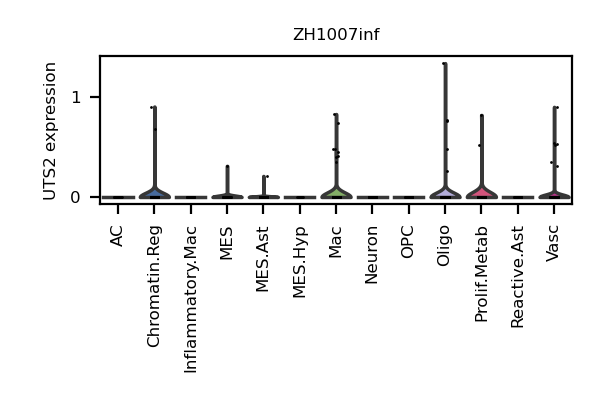 ZH1007inf
UTS2 expression
1
0
AC
Chromatin.Reg
Inflammatory.Mac
MES
MES.Ast
MES.Hyp
Mac
Neuron
OPC
Oligo
Prolif.Metab
Reactive.Ast
Vasc